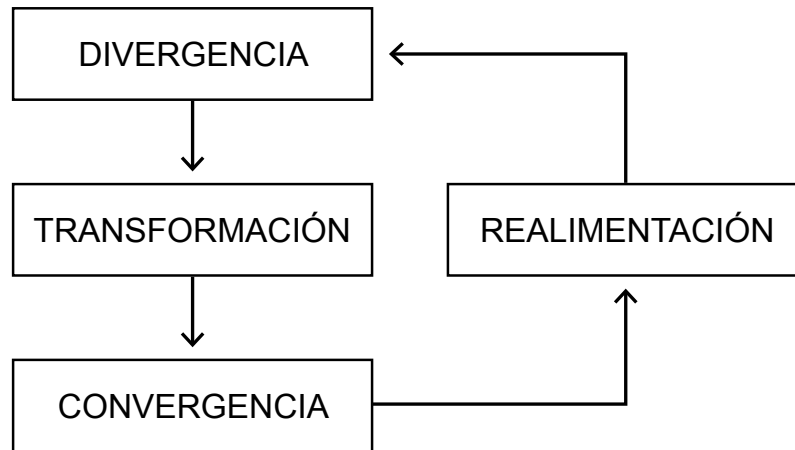 DIVERGENCIA
TRANSFORMACIÓN
REALIMENTACIÓN
CONVERGENCIA